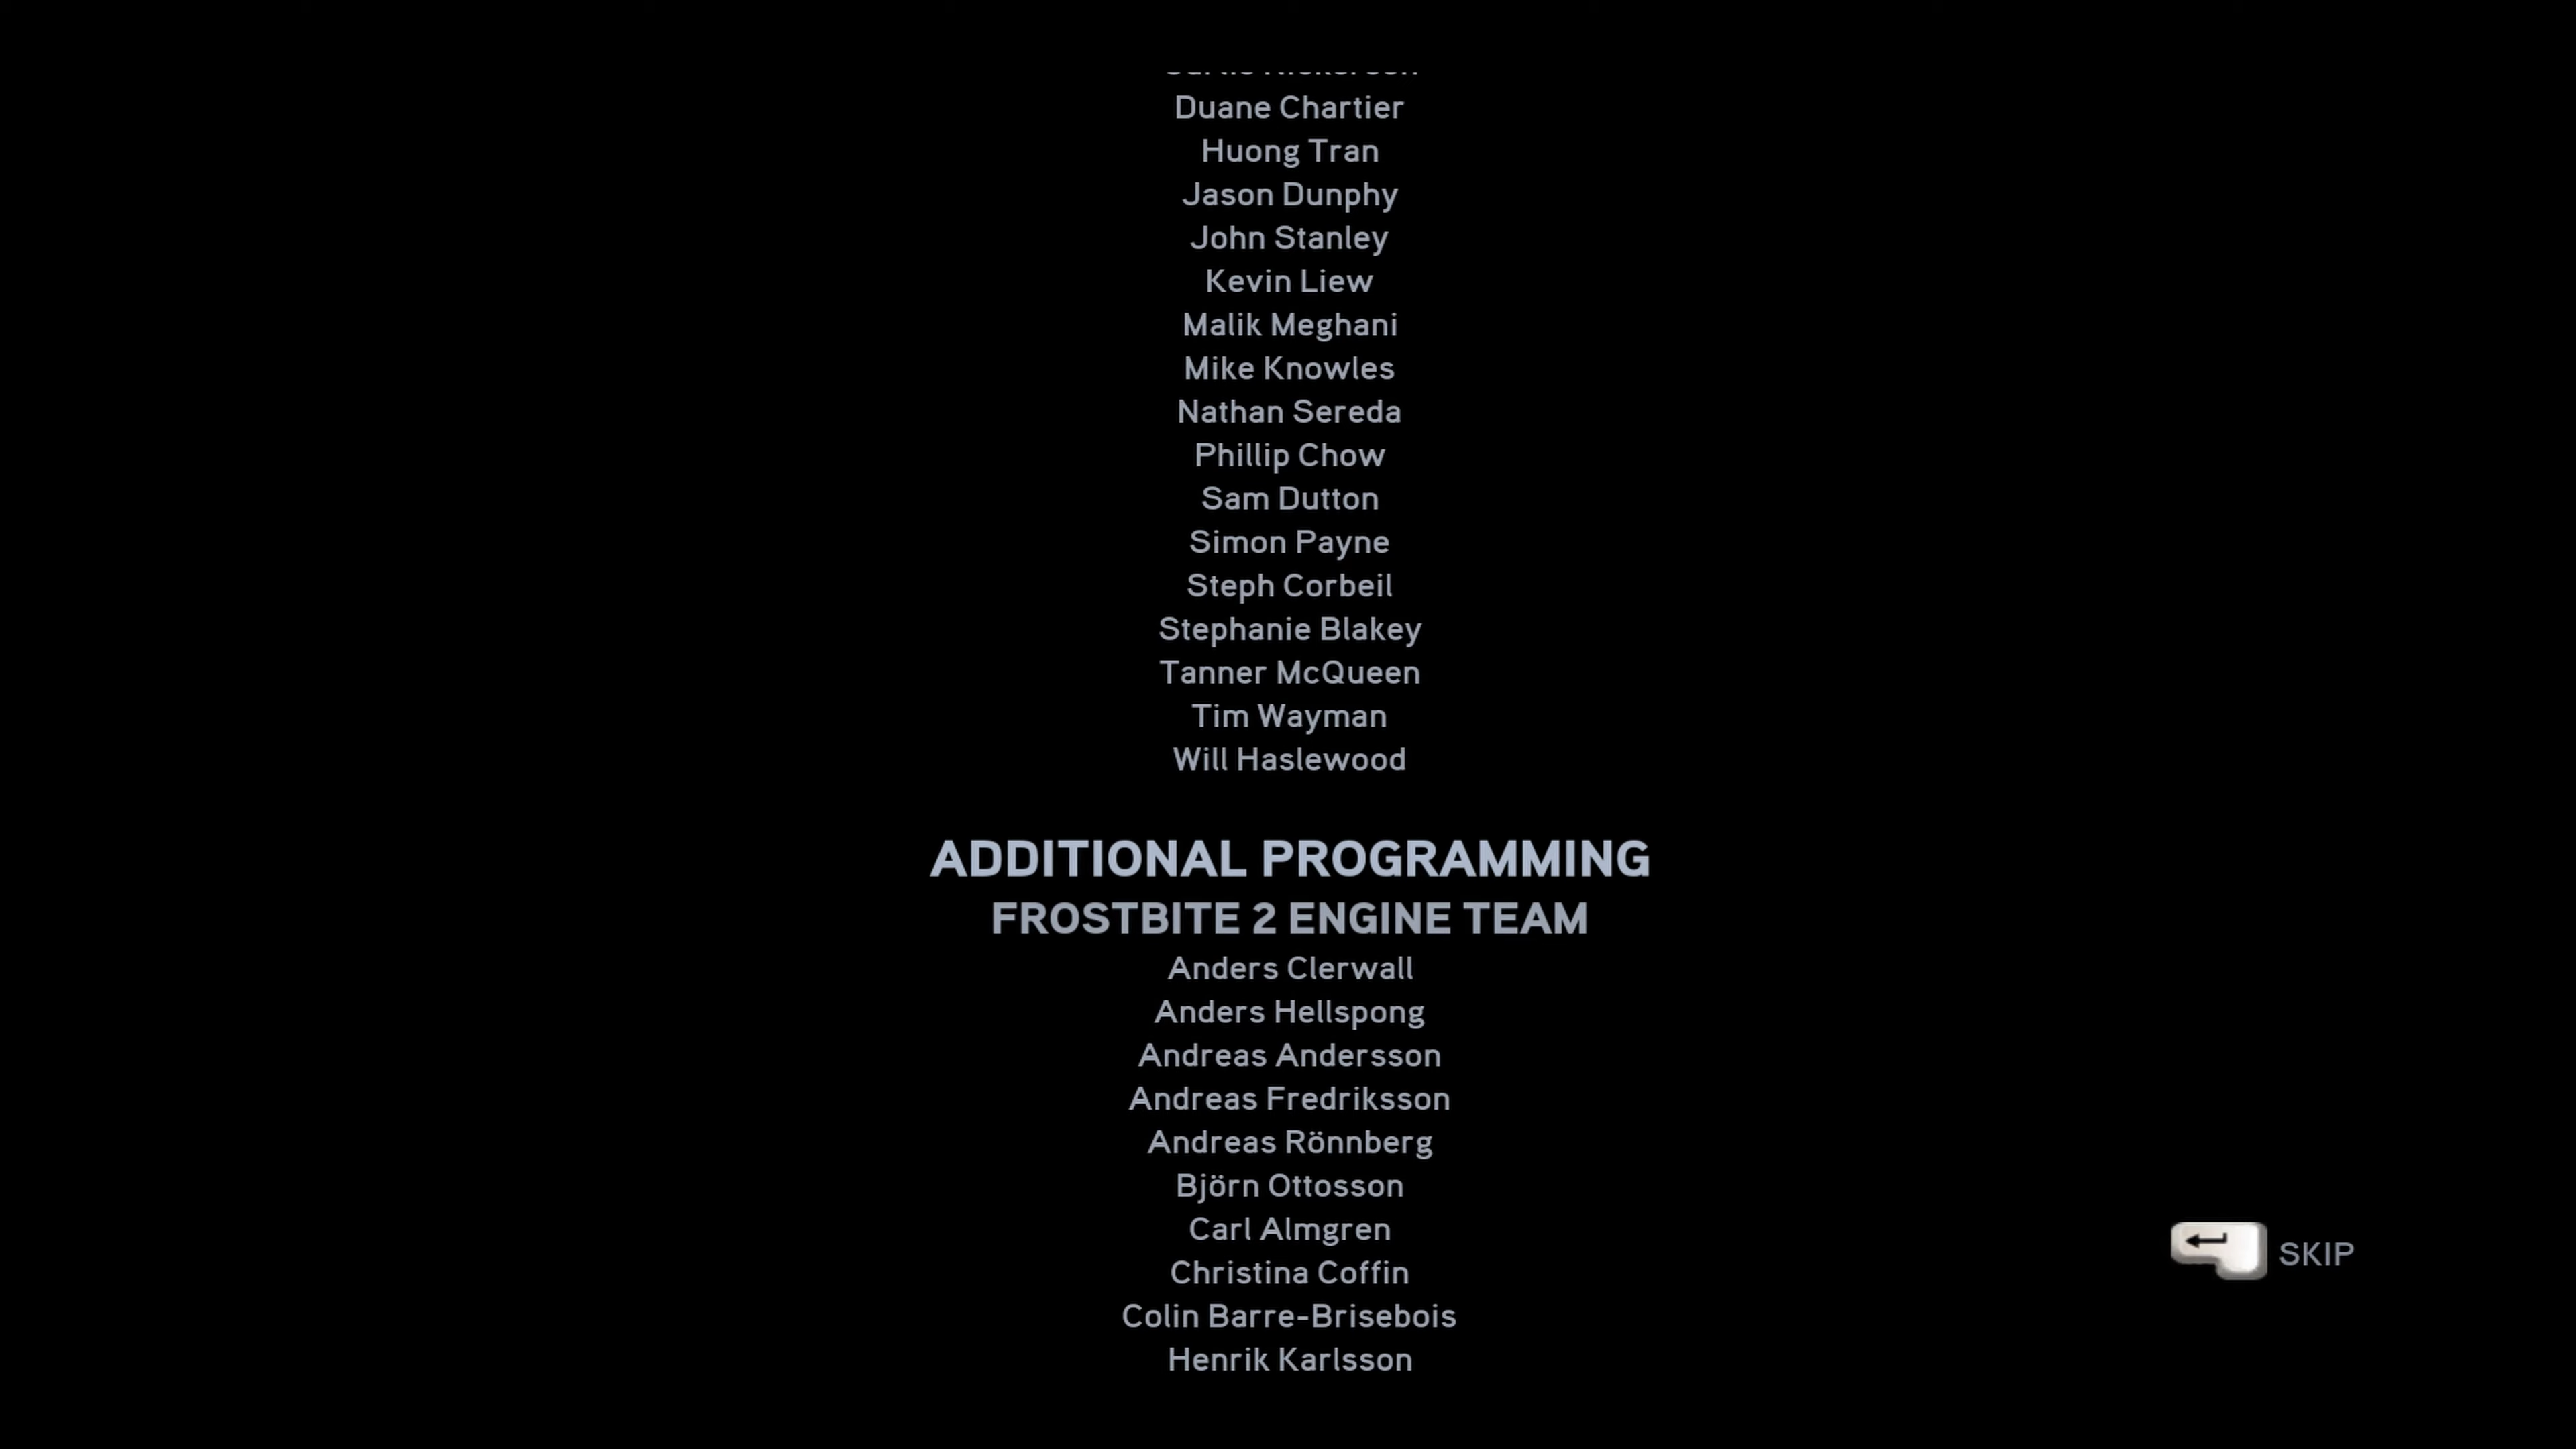 Duane Chartier
Huong Tran
Jason Dunphy
John Stanley
Kevin Liew
Malik Meghani
Mike Knowles
Nathan Sereda
Phillip Chow
Sam Dutton
Simon Payne
Steph Corbeil
Stephanie Blakey
Tanner McQueen
Tim Wayman
Will Haslewood
ADDITIONAL PROGRAMMING
FROSTBITE 2 ENGINE TEAM
Anders Clerwall
Anders Hellspong
Andreas Andersson
Andreas Fredriksson
Andreas Rönnberg
Björn Ottosson
Carl Almgren
Christina Coffin
Colin Barre-Brisebois
Henrik Karlsson
SKIP